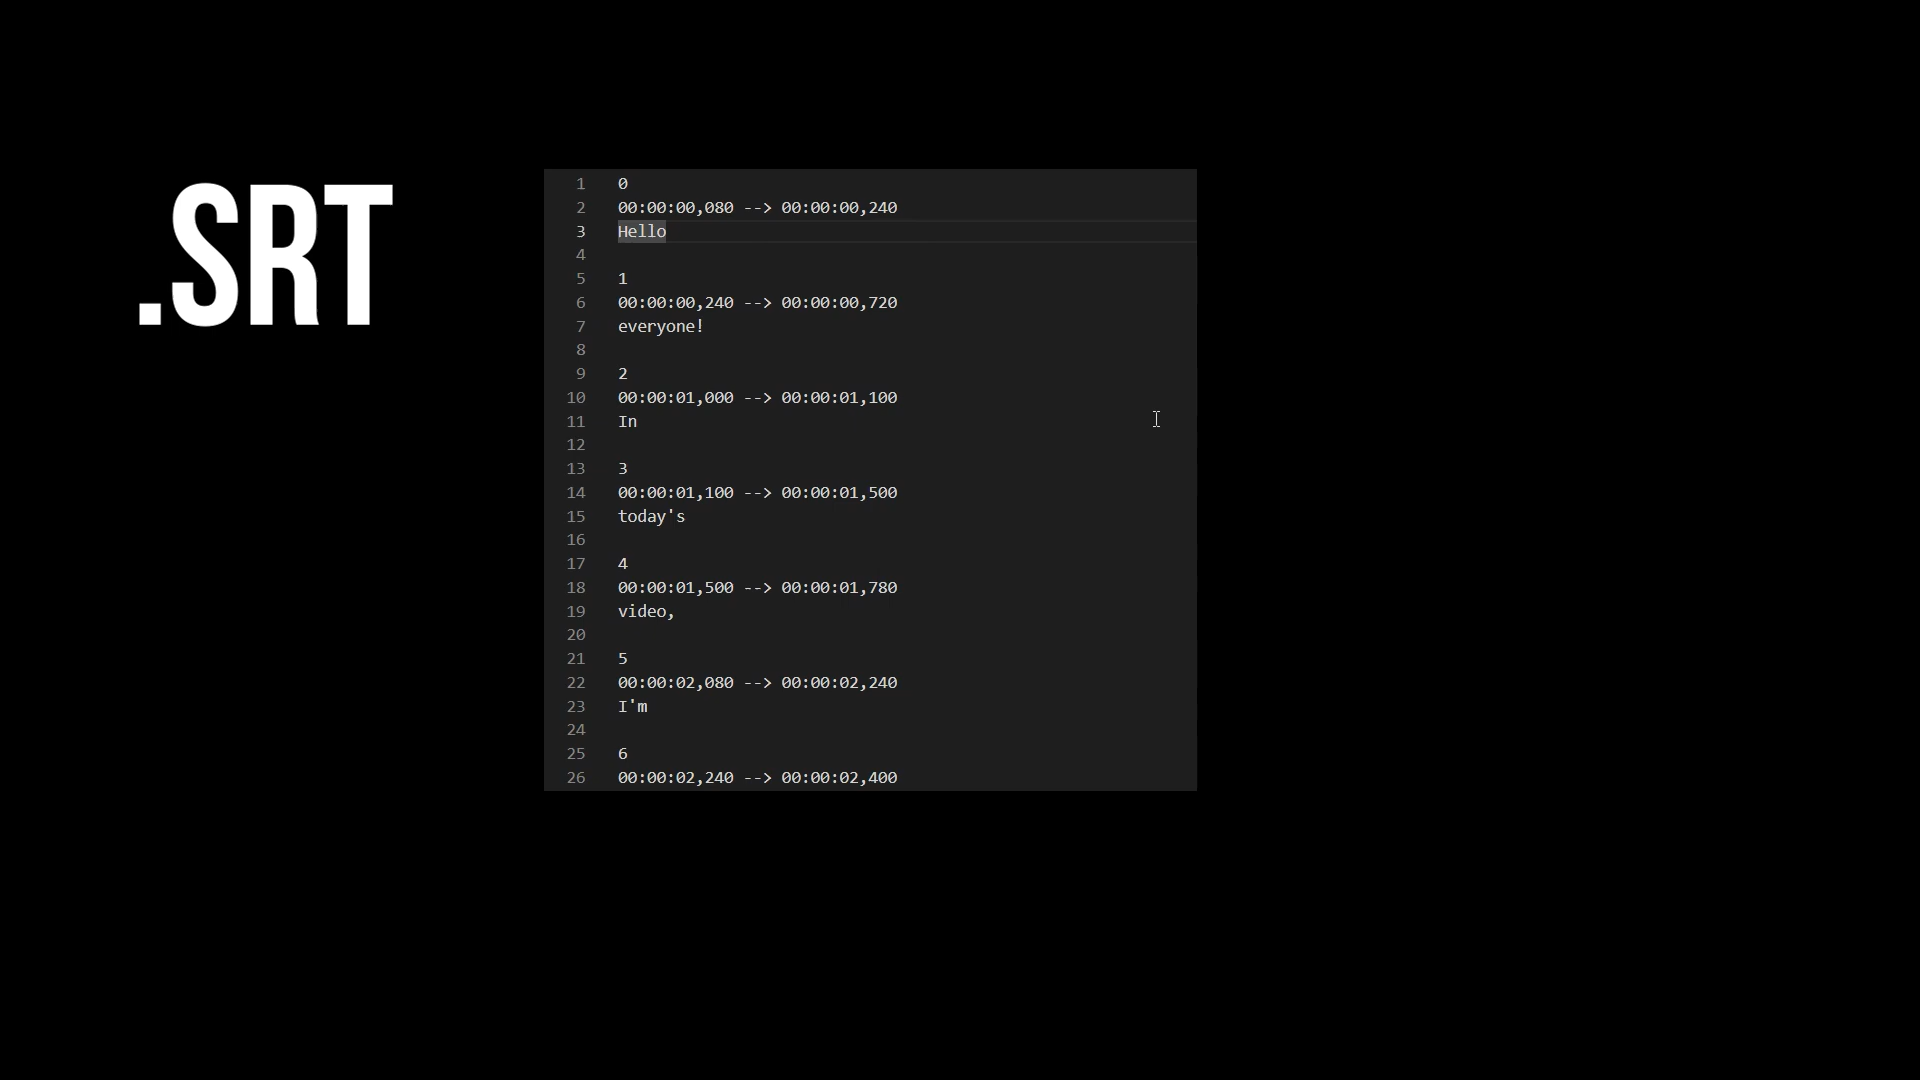 .SRT
1 0
2 00:00:00,080 --> 00:00:00,240
3 Hello
4
5 1
6 00:00:00,240 --> 00:00:00,720
7 everyone!
8
9 2
10 00:00:01,000 --> 00:00:01,100
11 In
12
13 3
14 00:00:01,100 --> 00:00:01,500
15 today's
16
17 4
18 00:00:01,500 --> 00:00:01,780
19 video,
20
21 5
22 00:00:02,080 --> 00:00:02,240
23 I'm
24
25 6
26 00:00:02,240 --> 00:00:02,400